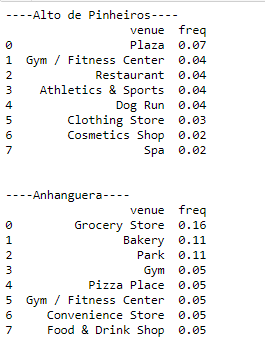 ----Alto de Pinheiros----
venue freq
0 Plaza 0.07
1 Gym / Fitness Center 0.04
2 Restaurant 0.04
3 Athletics & Sports 0.04
4 Dog Run 0.04
5 Clothing Store 0.03
6 Cosmetics Shop 0.02
7 Spa 0.02
----Anhanguera----
venue freq
0 Grocery Store 0.16
1 Bakery 0.11
2 Park 0.11
3 Gym 0.05
4 Pizza Place 0.05
5 Gym / Fitness Center 0.05
6 Convenience Store 0.05
7 Food & Drink Shop 0.05